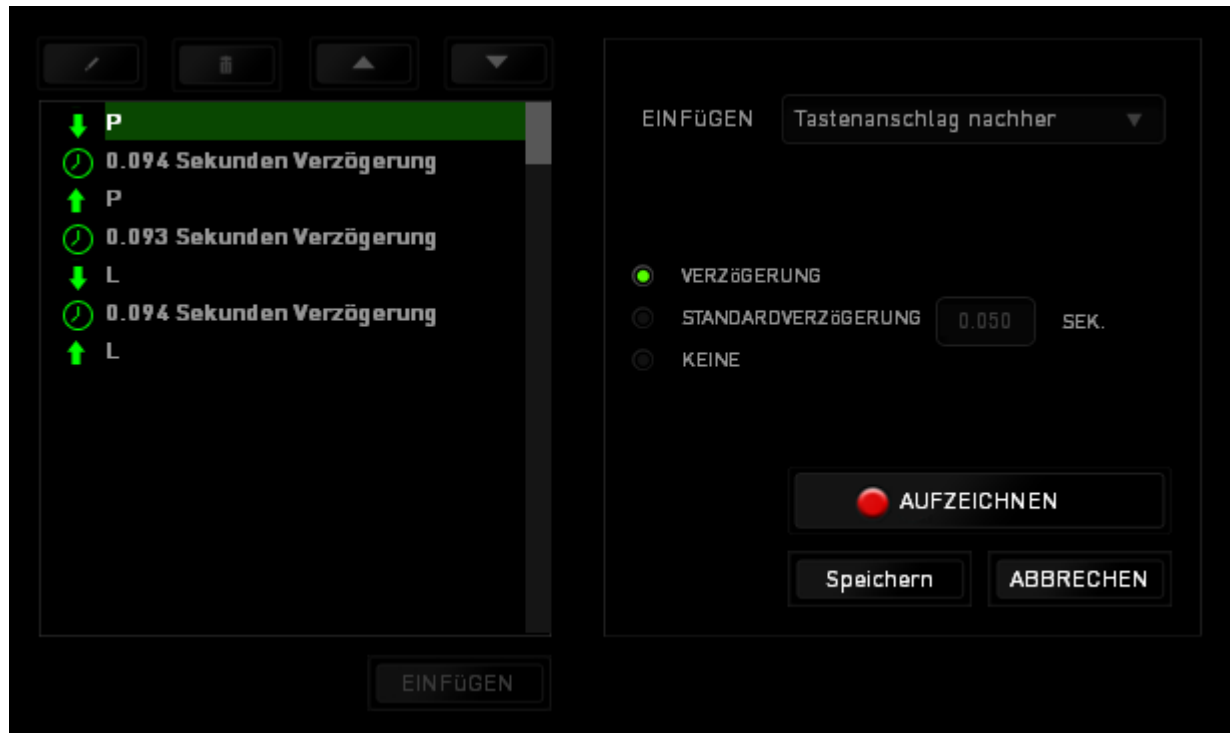 P
0.094 Sekunden Verzögerung
P
0.093 Sekunden Verzögerung
L
0.094 Sekunden Verzögerung
L
EINFüGEN
EINFüGEN Tastenanschlag nachher
VERZöGERUNG
STANDARDVERZöGERUNG 0.050 SEK.
KEINE
AUFZEICHNEN
Speichern ABBRECHEN